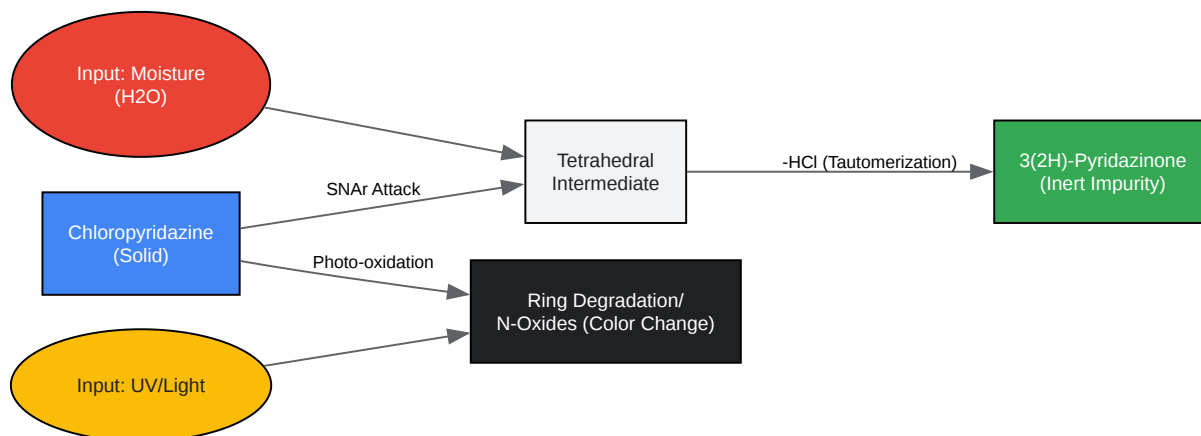 Input: Moisture
(H2O)
SNAr Attack
Chloropyridazine
(Solid)
Photo-oxidation
Input: UV/Light
Tetrahedral
Intermediate
-HCl (Tautomerization)
3(2H)-Pyridazinone
(Inert Impurity)
Ring Degradation/
N-Oxides (Color Change)